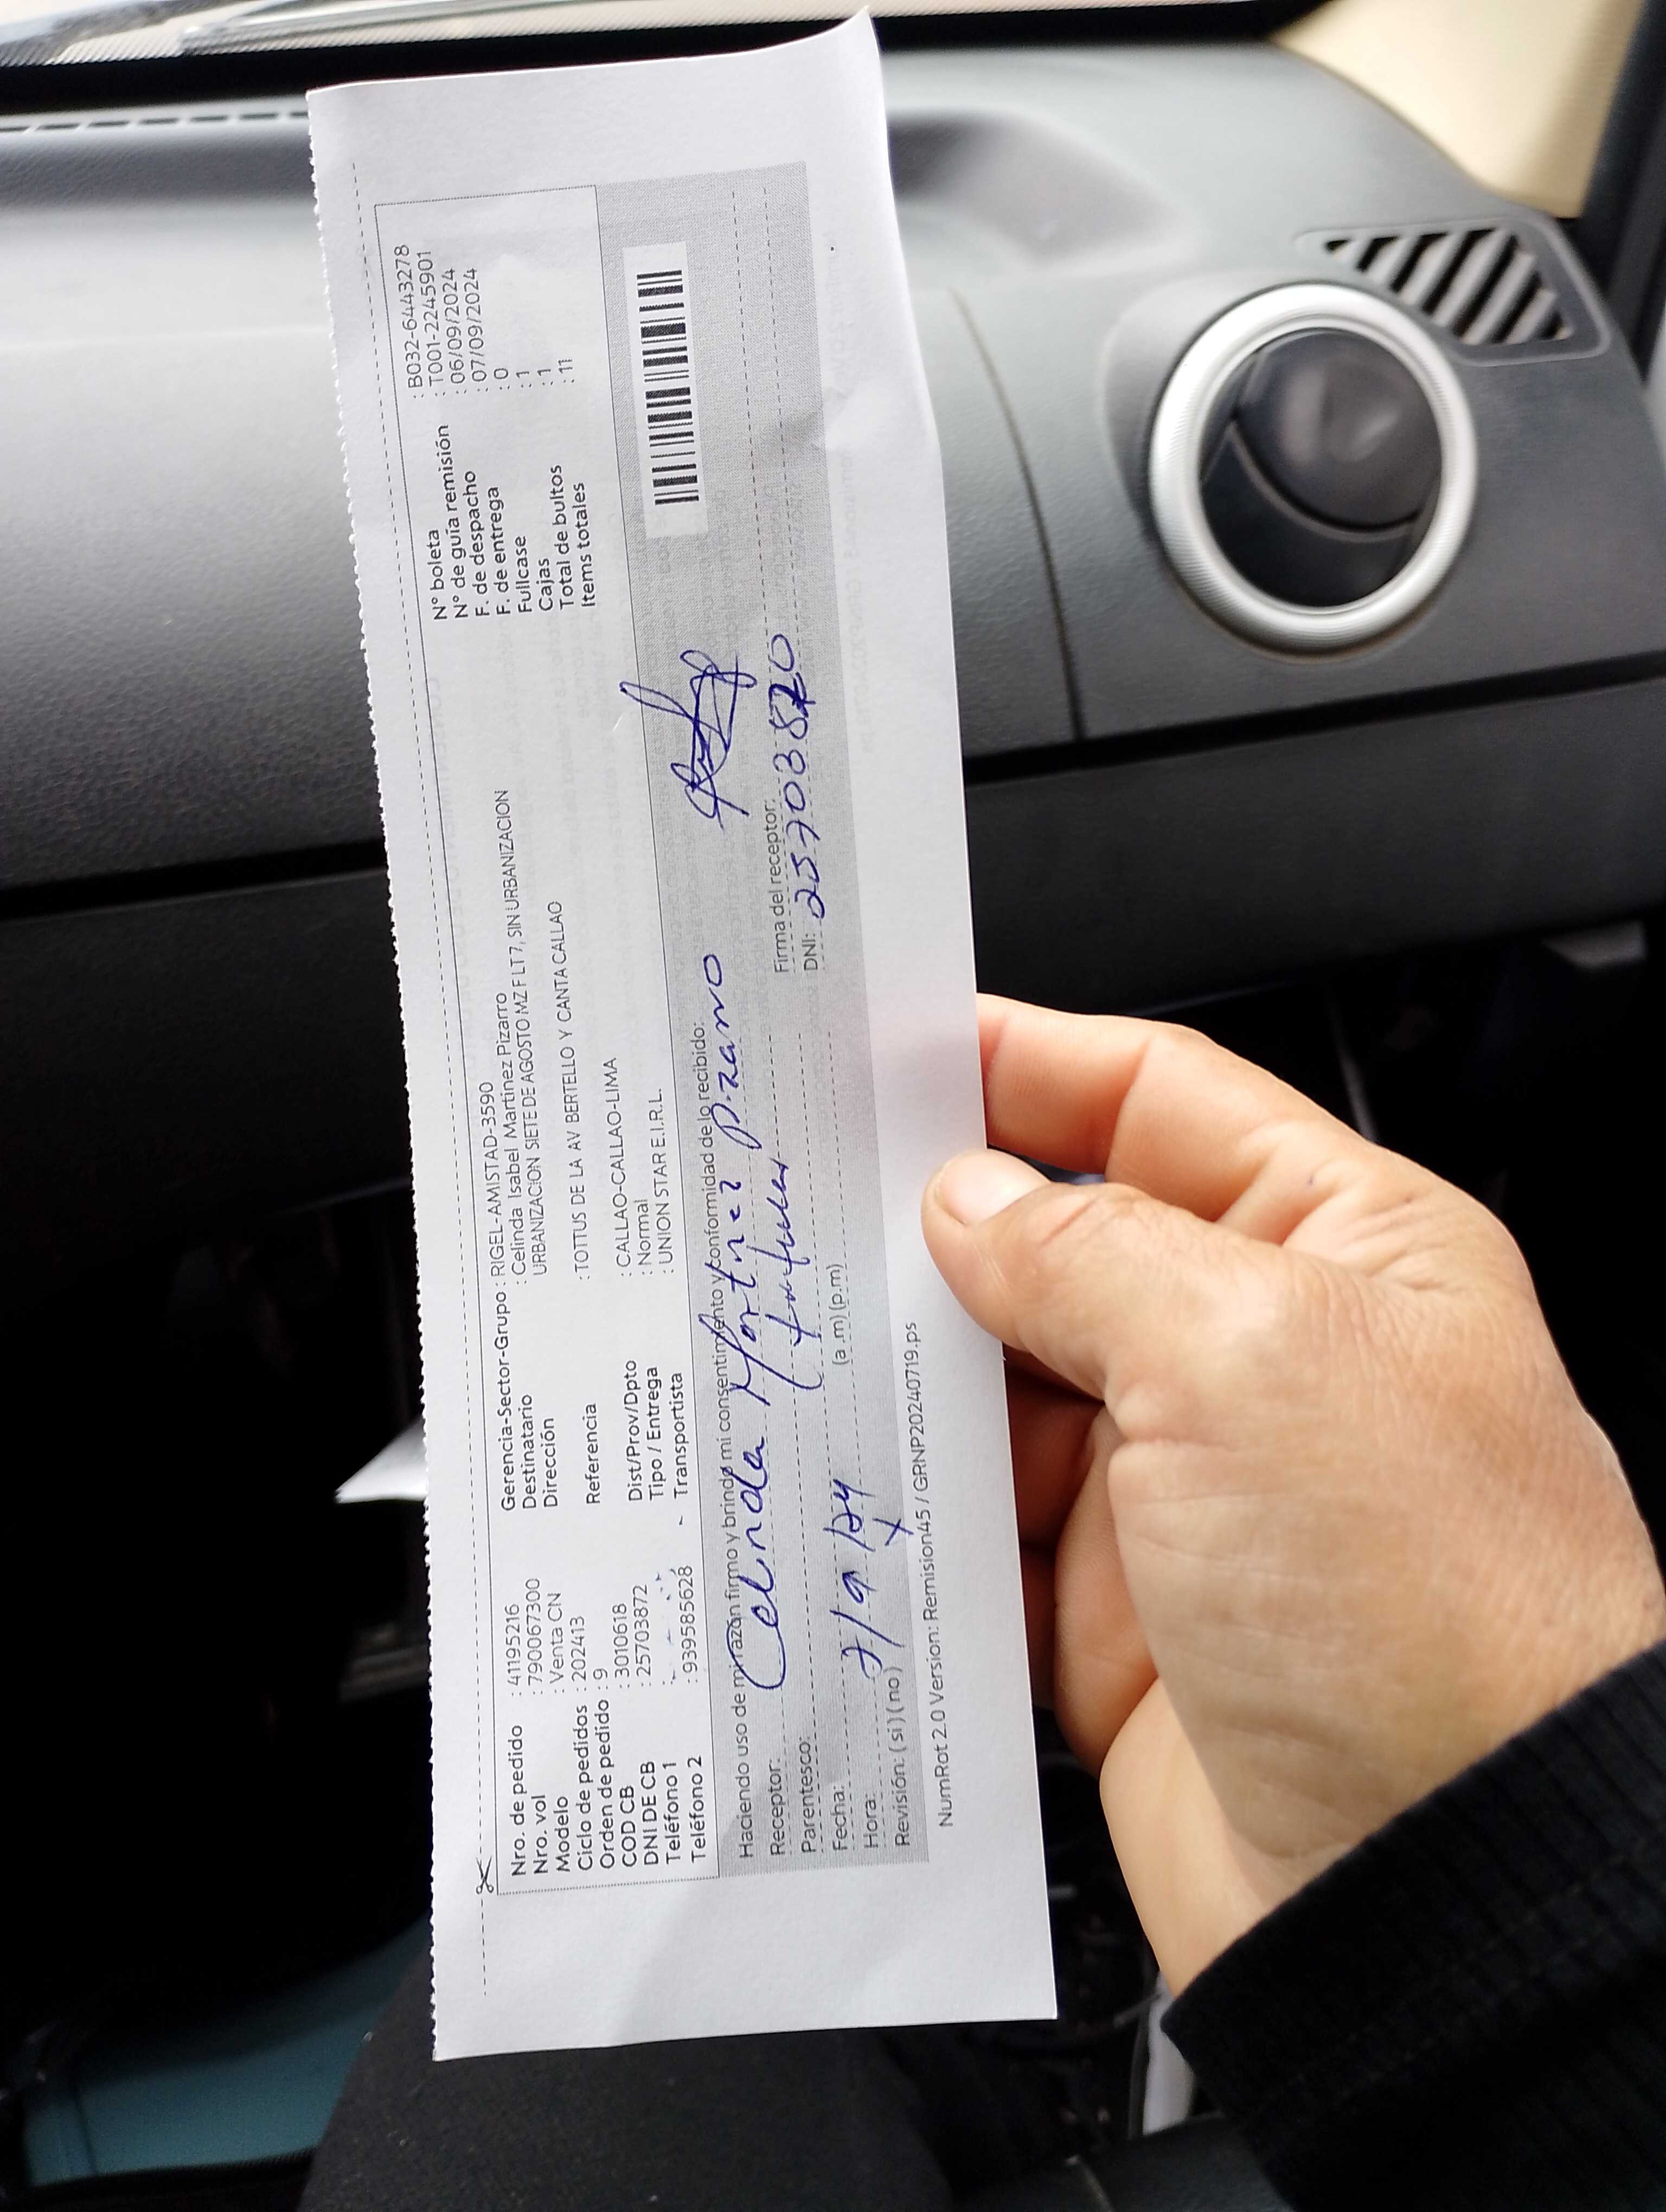 Nro. de pedido : 41195216
Nro. vol : 790067300
Modelo : Venta CN
Ciclo de pedidos : 202413
Orden de pedido : 9
COD CB : 3010618
DNI DE CB : 25703872
Teléfono 1 :
Teléfono 2 : 939585628
Gerencia-Sector-Grupo : RIGEL-AMISTAD-3590
Destinatario : Celinda Isabel Martinez Pizarro
Dirección URBANIZACION SIETE DE AGOSTO MZ F LT 7, SIN URBANIZACION
Referencia : TOTTUS DE LA AV BERTELLO Y CANTA CALLAO
Dist/Prov/Dpto : CALLAO-CALLAO-LIMA
Tipo / Entrega : Normal
Transportista : UNION STAR E.I.R.L.
N° boleta : B032-6443278
N° de guía remisión : T001-2245901
F. de despacho : 06/09/2024
F. de entrega : 07/09/2024
Fullcase : 0
Cajas : 1
Total de bultos : 1
Items totales : 11
Haciendo uso de mi razón firmo y brindo mi consentimiento y conformidad de lo recibido:
Receptor: Celinda Martinez Pizarro
Firma del receptor:
Parentesco:
DNI:
Fecha: 7/9/24
Hora: (a.m) (p.m)
Revisión: ( si ) ( no ) X
NumRot 2.0 Version: Remision45 / GRNP20240719.ps